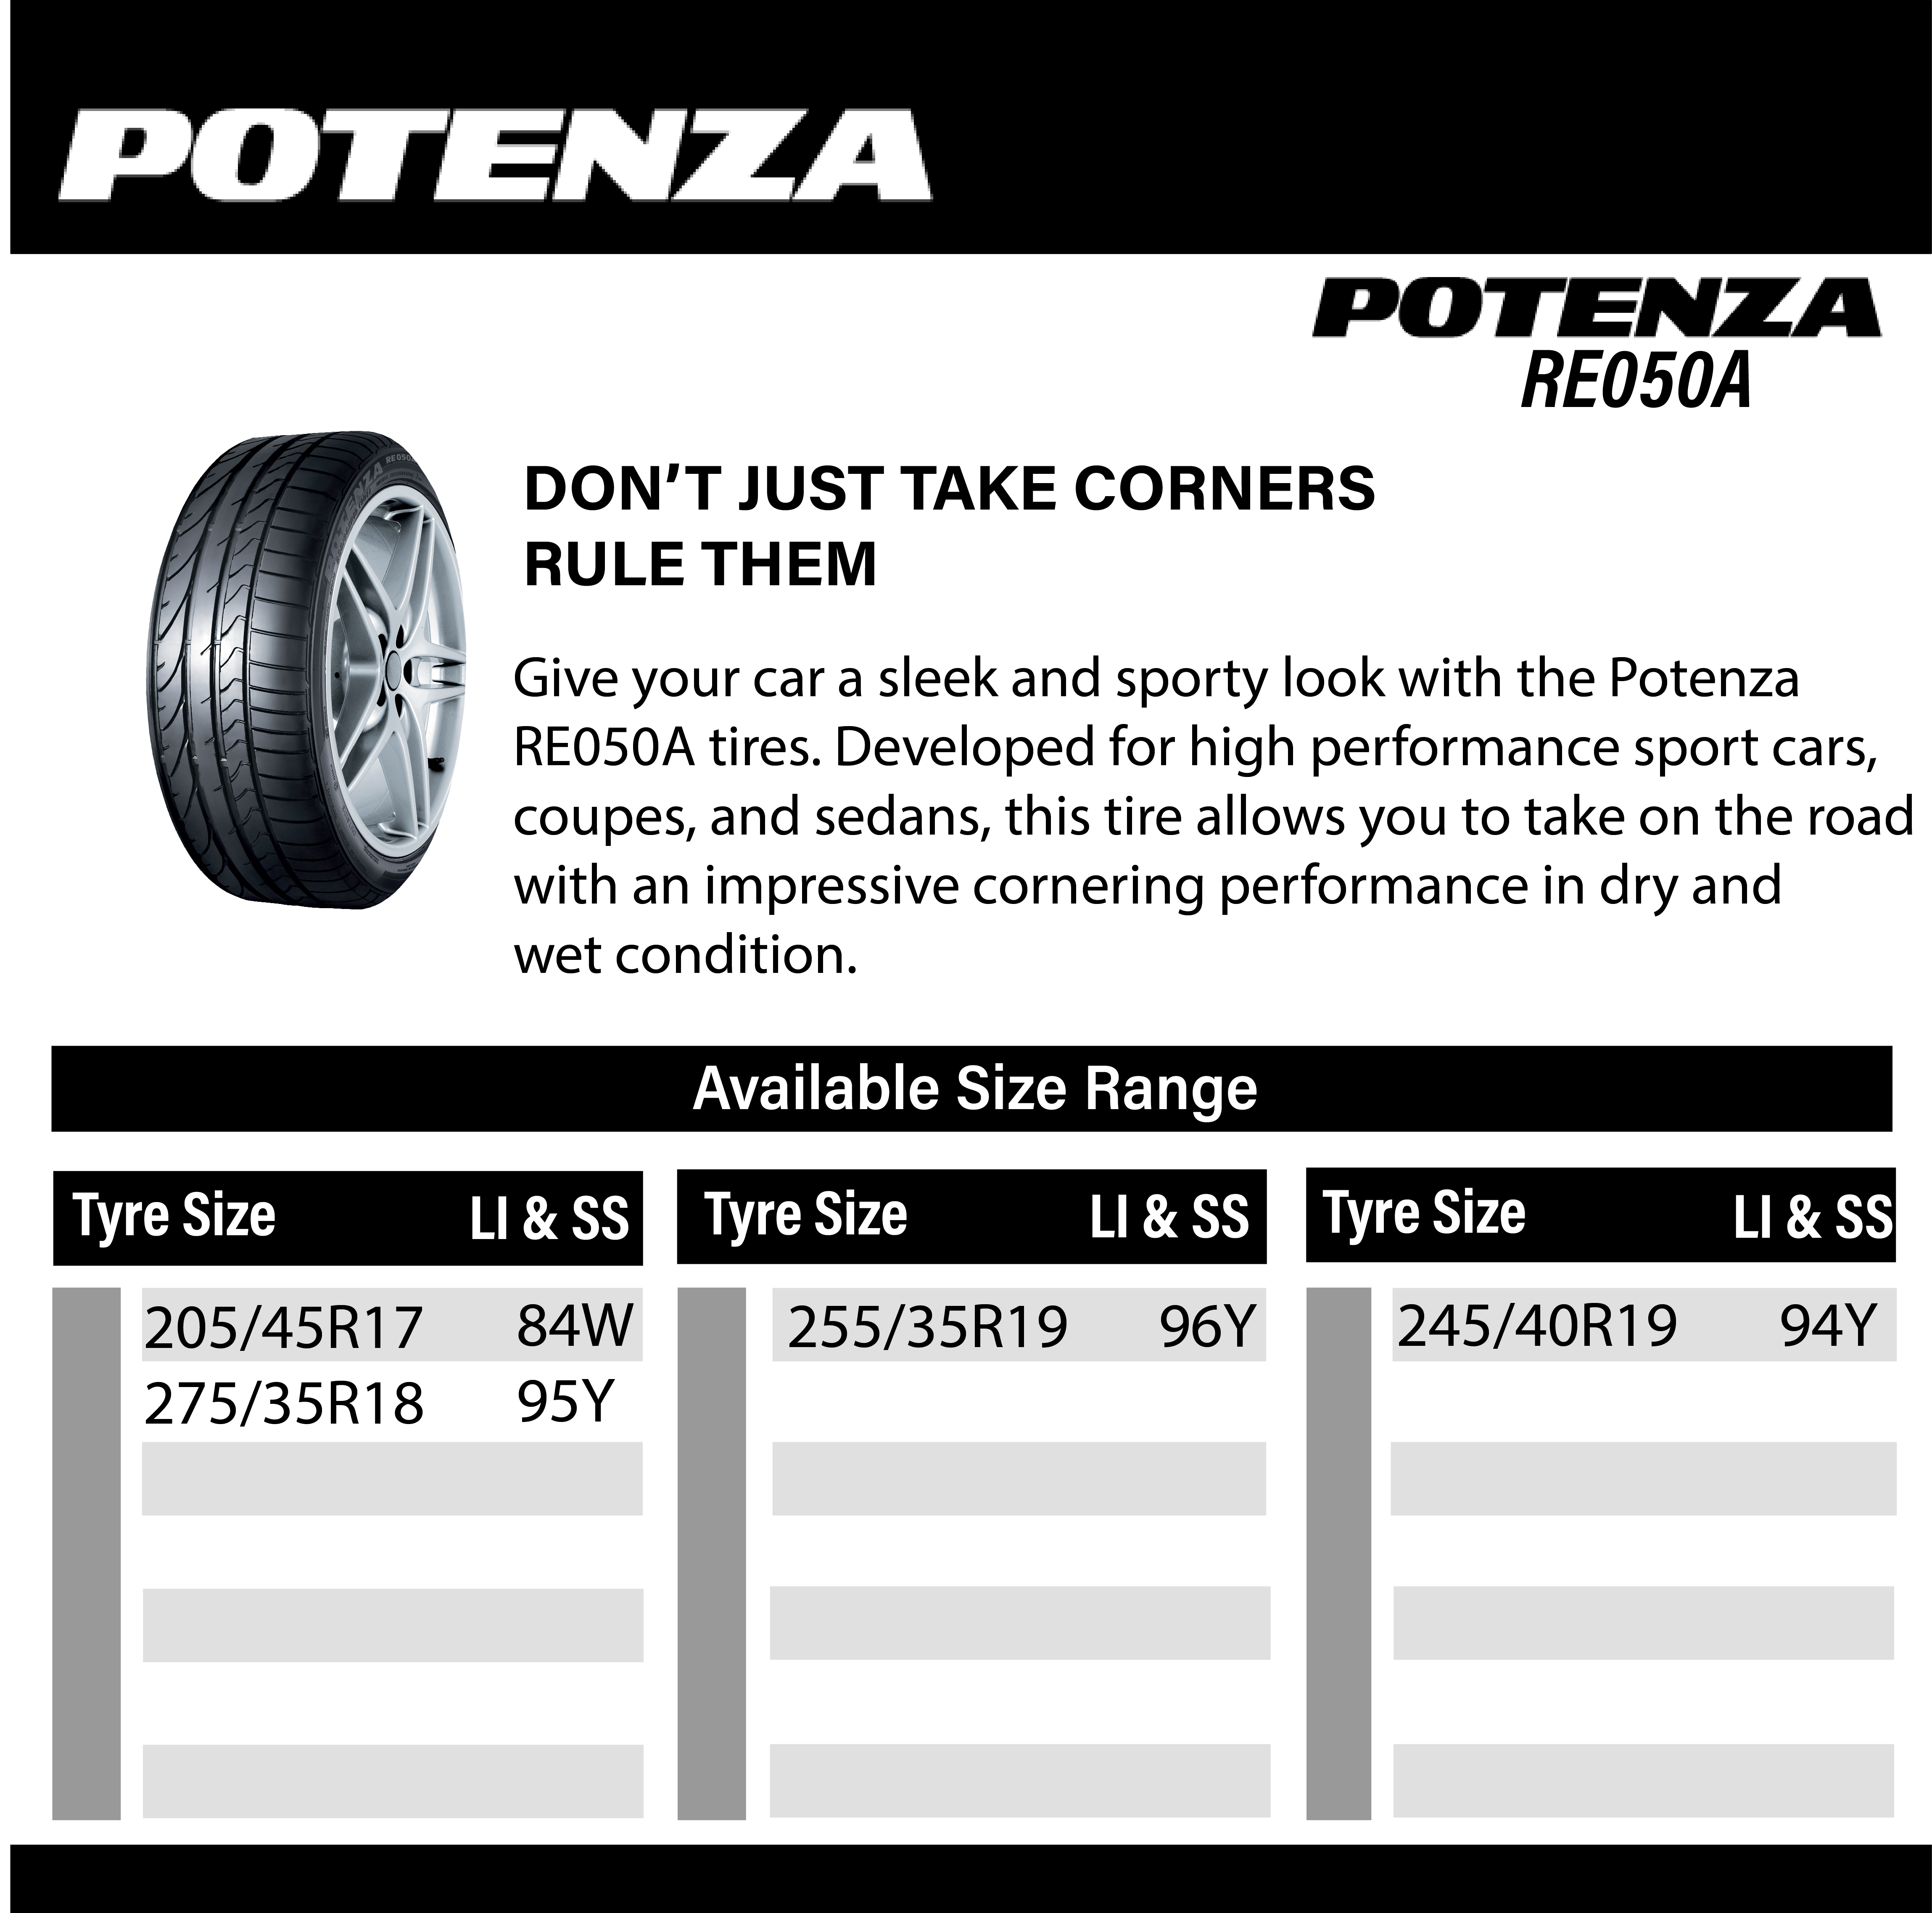 POTENZA
POTENZA
RE050A
DON'T JUST TAKE CORNERS
RULE THEM
Give your car a sleek and sporty look with the Potenza
RE050A tires. Developed for high performance sport cars,
coupes, and sedans, this tire allows you to take on the road
with an impressive cornering performance in dry and
wet condition.
Available Size Range
Tyre Size LI & SS
205/45R17 84W
275/35R18 95Y
Tyre Size LI & SS
255/35R19 96Y
Tyre Size LI & SS
245/40R19 94Y